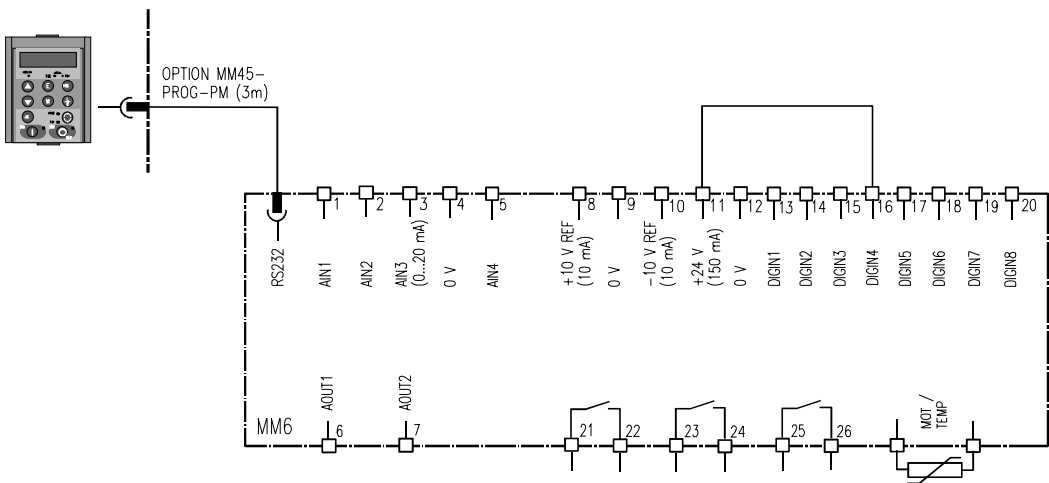 OPTION MM45-
PROG-PM (3m)
1
2
3
4
5
8
9
10
11
12
13
14
15
16
17
18
19
20
RS232
AIN1
AIN2
AIN3
(0...20 mA)
0 V
AIN4
+10 V REF
(10 mA)
0 V
-10 V REF
(10 mA)
+24 V
(150 mA)
0 V
DIGIN1
DIGIN2
DIGIN3
DIGIN4
DIGIN5
DIGIN6
DIGIN7
DIGIN8
MM6
AOUT1
AOUT2
MOT /
TEMP
6
7
21
22
23
24
25
26